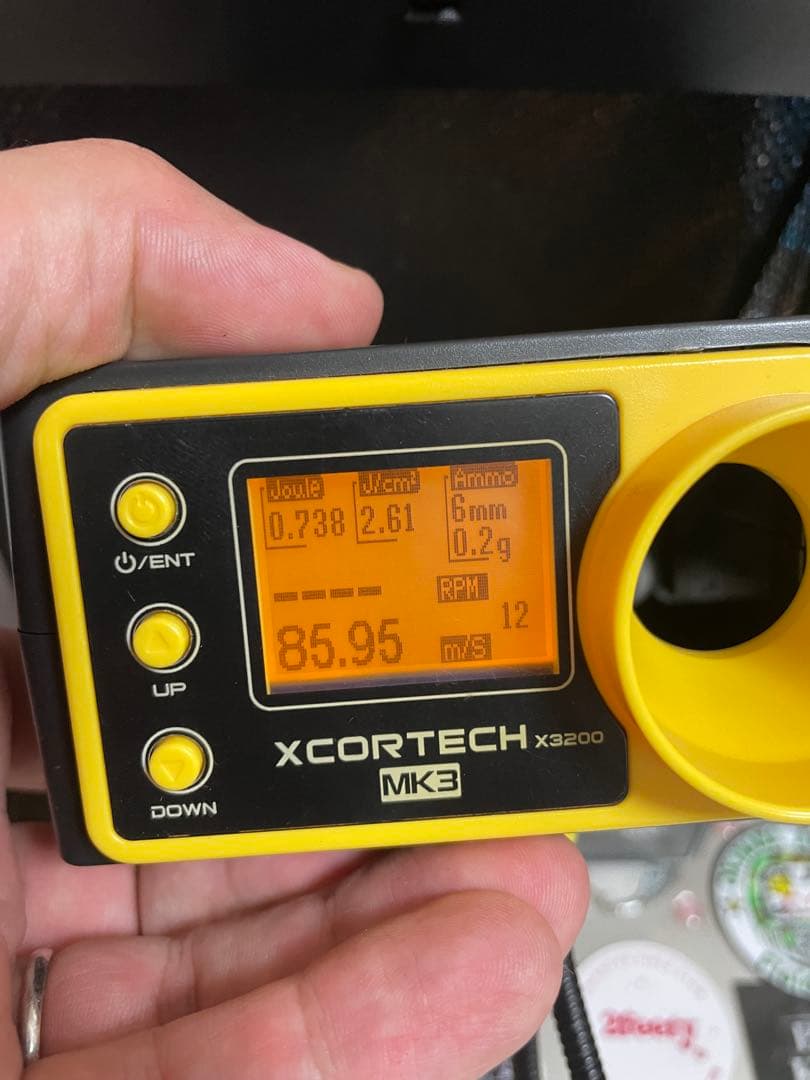 ⏻/ENT
UP
DOWN
Joule J/cm² Ammo
0.738 2.61 6mm
0.2g
---- RPM
12
85.95 m/S
XCORTECH X3200
MK3